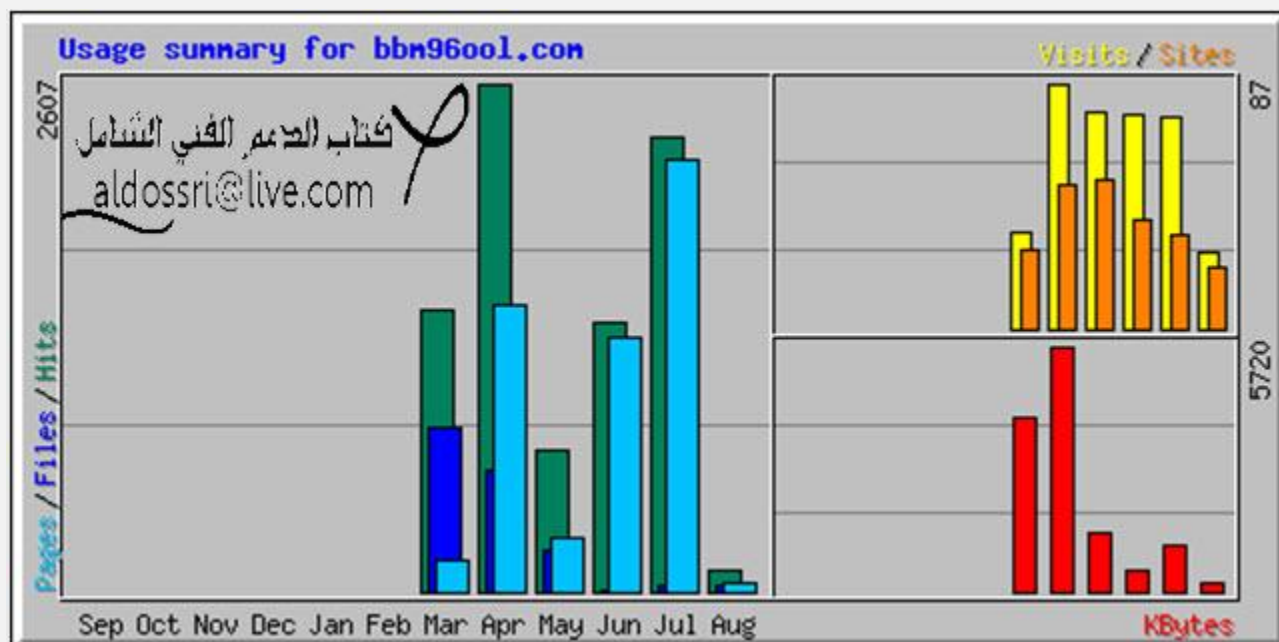 Usage summary for bbm96ool.com
Visits / Sites
2607
87
كتاب الدعم الفني الشامل
aldossri@live.com
Pages / Files / Hits
5720
Sep Oct Nov Dec Jan Feb Mar Apr May Jun Jul Aug
KBytes